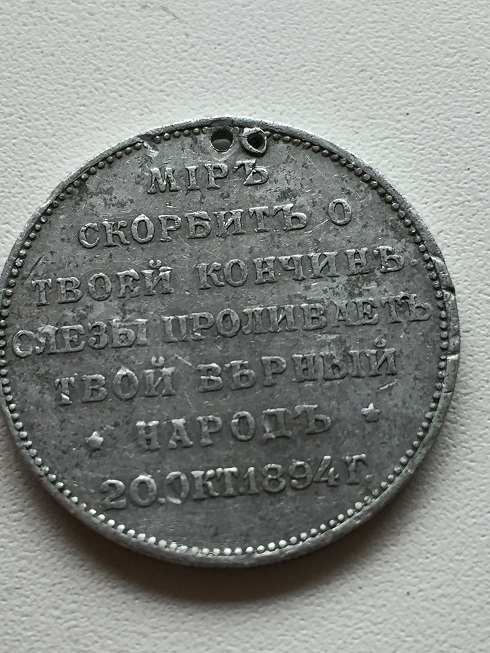 МІРЪ
СКОРБИТЪ О
ТВОЕЙ КОНЧИНѢ
СЛЕЗЫ ПРОЛИВАЕТЪ
ТВОЙ ВѢРНЫЙ
* НАРОДЪ *
20.ОКТ.1894 Г.